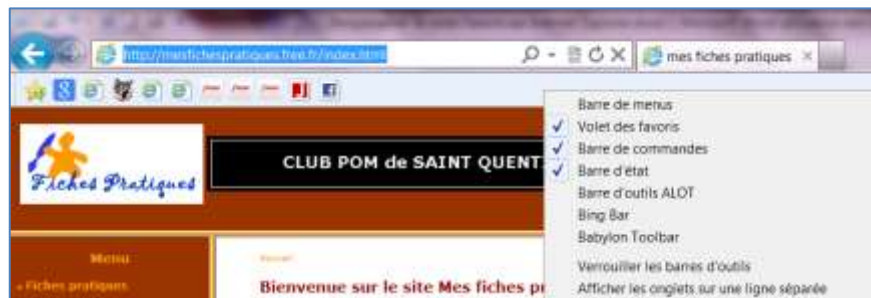 http://mesfichespratiques.free.fr/index.html
mes fiches pratiques
Barre de menus
Volet des favoris
Barre de commandes
Barre d'état
Barre d'outils ALOT
Bing Bar
Babylon Toolbar
Verrouiller les barres d'outils
Afficher les onglets sur une ligne séparée
Fiches Pratiques
CLUB POM de SAINT QUENT
Menu
Fiches pratiques
Accueil
Bienvenue sur le site Mes fiches p